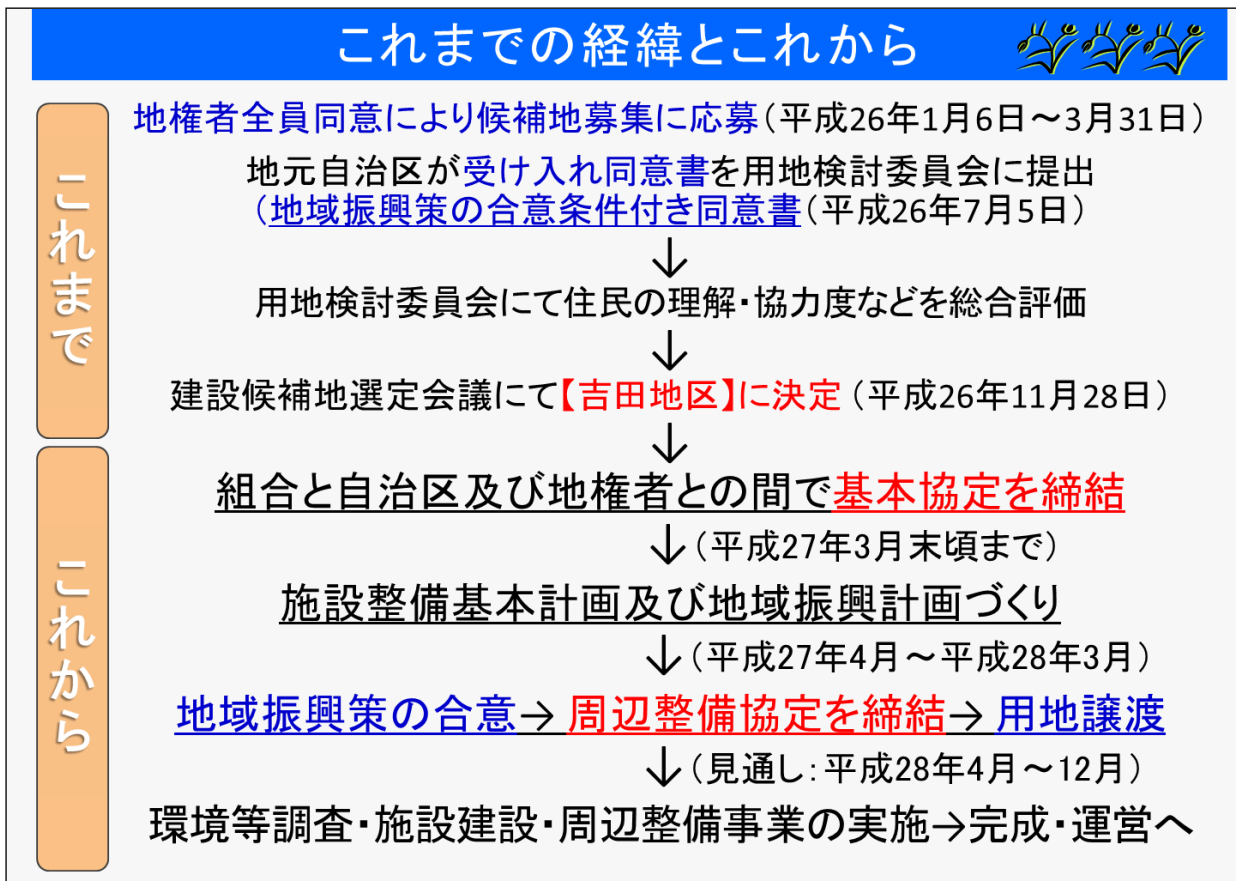 これまでの経緯とこれから
これまで
地権者全員同意により候補地募集に応募（平成26年1月6日～3月31日）
地元自治区が受け入れ同意書を用地検討委員会に提出
（地域振興策の合意条件付き同意書（平成26年7月5日）
↓
用地検討委員会にて住民の理解・協力度などを総合評価
↓
建設候補地選定会議にて【吉田地区】に決定（平成26年11月28日）
↓
これから
組合と自治区及び地権者との間で基本協定を締結
↓（平成27年3月末頃まで）
施設整備基本計画及び地域振興計画づくり
↓（平成27年4月～平成28年3月）
地域振興策の合意→周辺整備協定を締結→用地譲渡
↓（見通し：平成28年4月～12月）
環境等調査・施設建設・周辺整備事業の実施→完成・運営へ